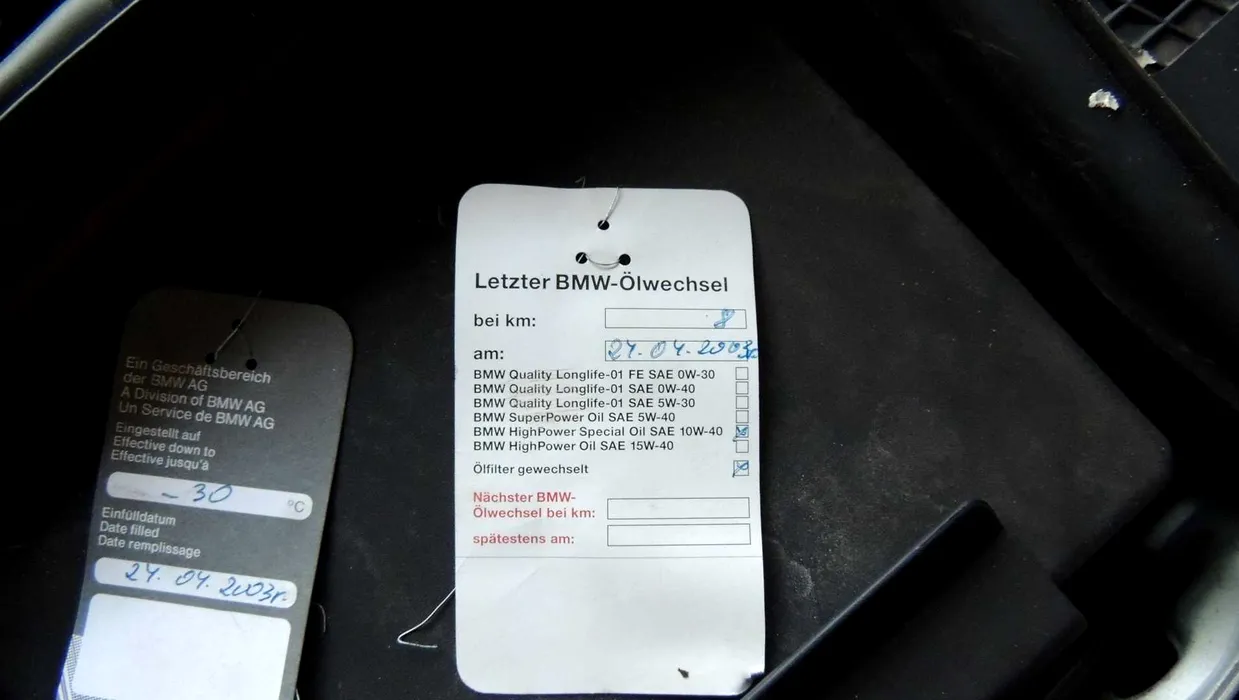 Ein Geschäftsbereich
der BMW AG
A Division of BMW AG
Un Service de BMW AG
Eingestellt auf
Effective down to
Effective jusqu'à
- 30 °C
Einfülldatum
Date filled
Date remplissage
24. 04. 2003г.
Letzter BMW-Ölwechsel
bei km: 8
am: 24.04.2003г.
BMW Quality Longlife-01 FE SAE 0W-30
BMW Quality Longlife-01 SAE 0W-40
BMW Quality Longlife-01 SAE 5W-30
BMW SuperPower Oil SAE 5W-40
BMW HighPower Special Oil SAE 10W-40
BMW HighPower Oil SAE 15W-40
Ölfilter gewechselt
Nächster BMW-
Ölwechsel bei km:
spätestens am: